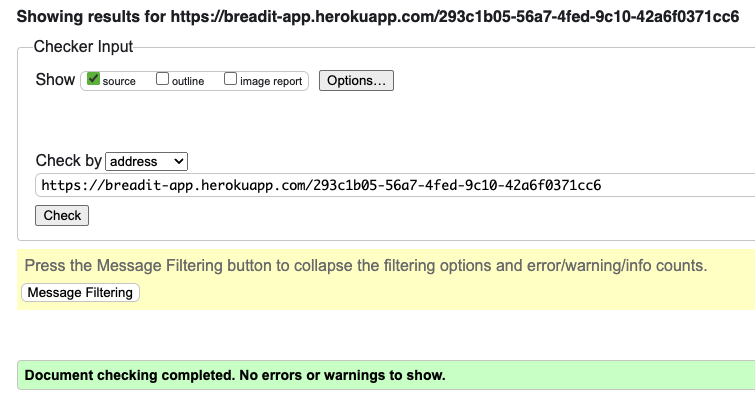 Showing results for https://breadit-app.herokuapp.com/293c1b05-56a7-4fed-9c10-42a6f0371cc6
Checker Input
Show source outline image report Options...
Check by address
https://breadit-app.herokuapp.com/293c1b05-56a7-4fed-9c10-42a6f0371cc6
Check
Press the Message Filtering button to collapse the filtering options and error/warning/info counts.
Message Filtering
Document checking completed. No errors or warnings to show.